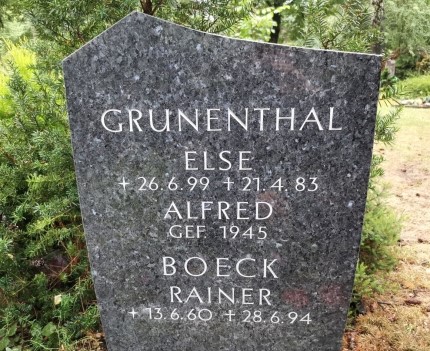 GRUNENTHAL
ELSE
+ 26.6.99 + 21.4.83
ALFRED
GEF. 1945
BOECK
RAINER
+ 13.6.60 + 28.6.94